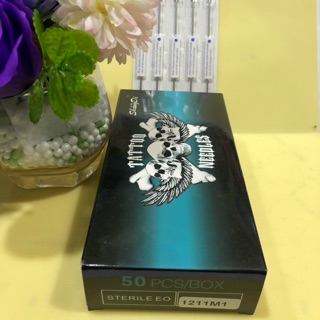 TATTOO
NEEDLES
50 PCS/BOX
STERILE EO
1211M1